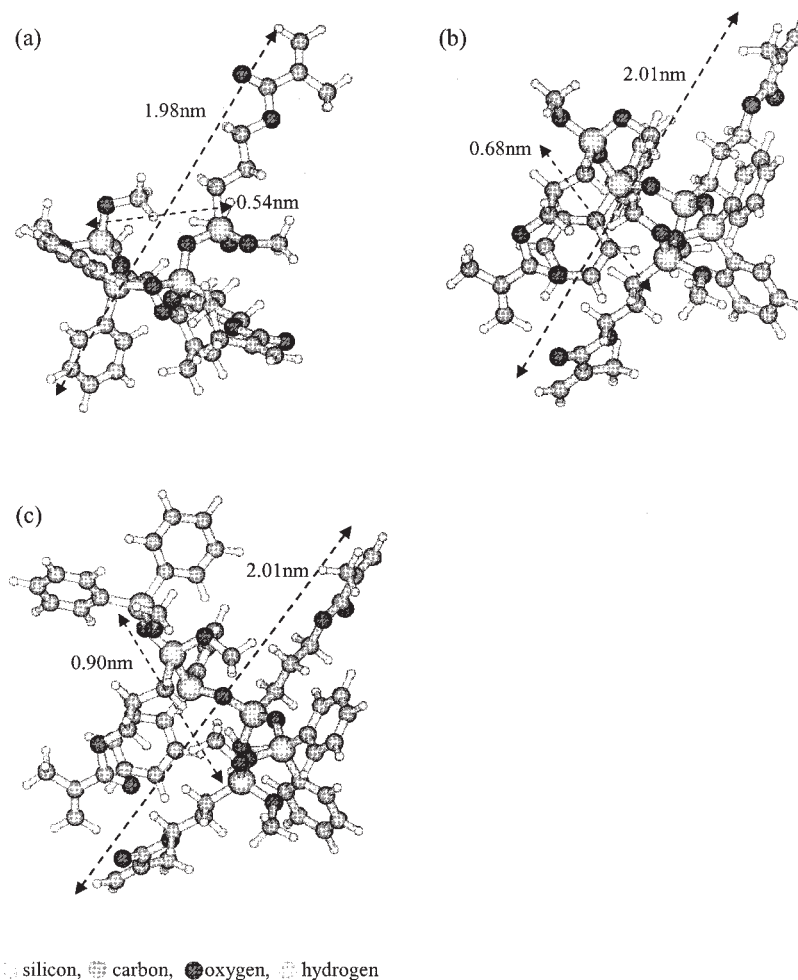 (a)
1.98nm
0.54nm
(b)
2.01nm
0.68nm
(c)
2.01nm
0.90nm
silicon, carbon, oxygen, hydrogen